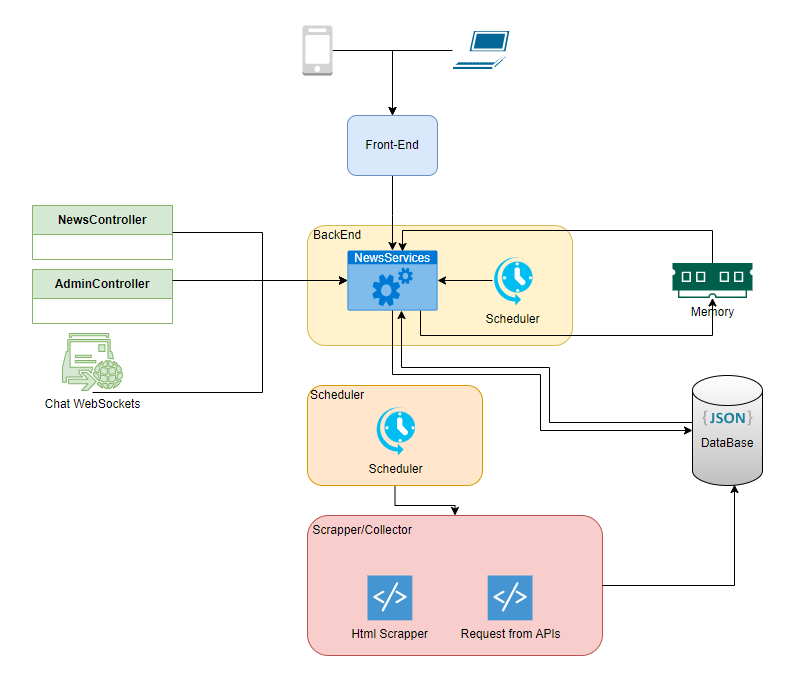 Front-End
NewsController
BackEnd
NewsServices
AdminController
Scheduler
Memory
Chat WebSockets
Scheduler
Scheduler
{JSON}
DataBase
Scrapper/Collector
</>
</>
Html Scrapper
Request from APIs